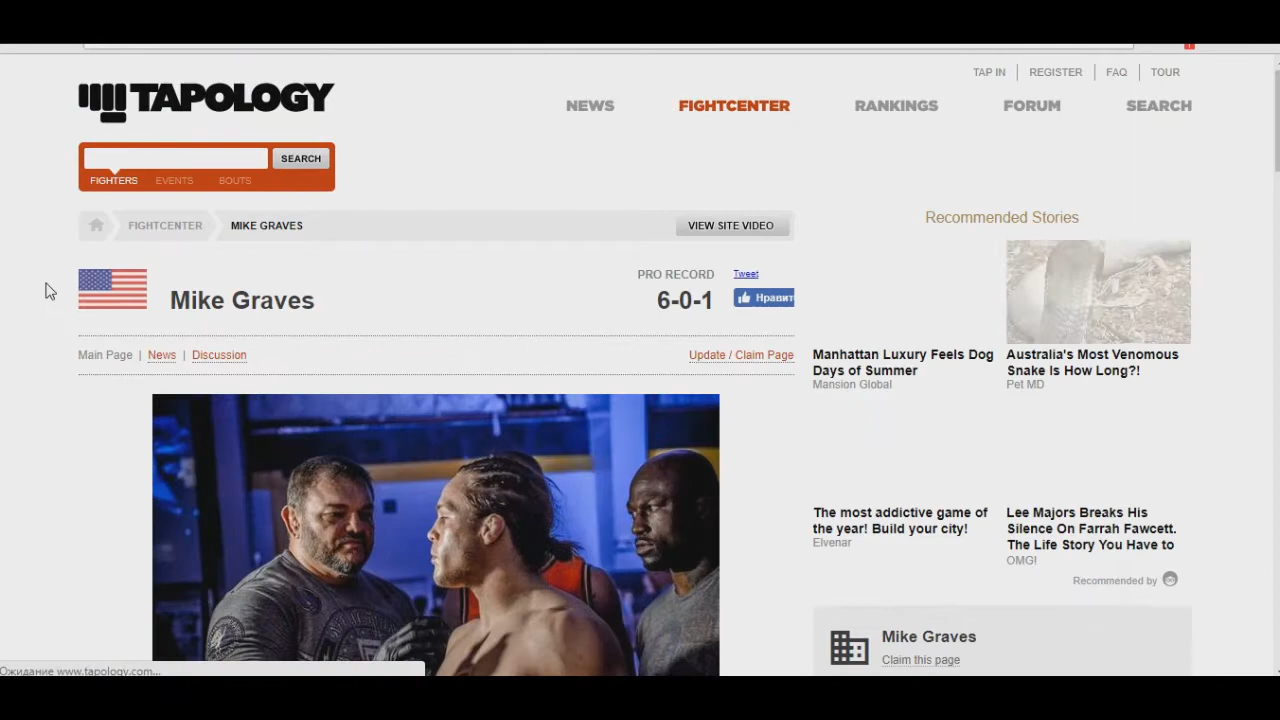 TAP IN
REGISTER
FAQ
TOUR
TAPOLOGY
NEWS
FIGHTCENTER
RANKINGS
FORUM
SEARCH
SEARCH
FIGHTERS
EVENTS
BOUTS
FIGHTCENTER
MIKE GRAVES
VIEW SITE VIDEO
Mike Graves
PRO RECORD
6-0-1
Tweet
Main Page | News | Discussion
Update / Claim Page
Recommended Stories
Manhattan Luxury Feels Dog
Days of Summer
Mansion Global
Australia's Most Venomous
Snake Is How Long?!
Pet MD
The most addictive game of
the year! Build your city!
Elvenar
Lee Majors Breaks His
Silence On Farrah Fawcett.
The Life Story You Have to
OMG!
Recommended by
Mike Graves
Claim this page
Ожидание www.tapology.com...